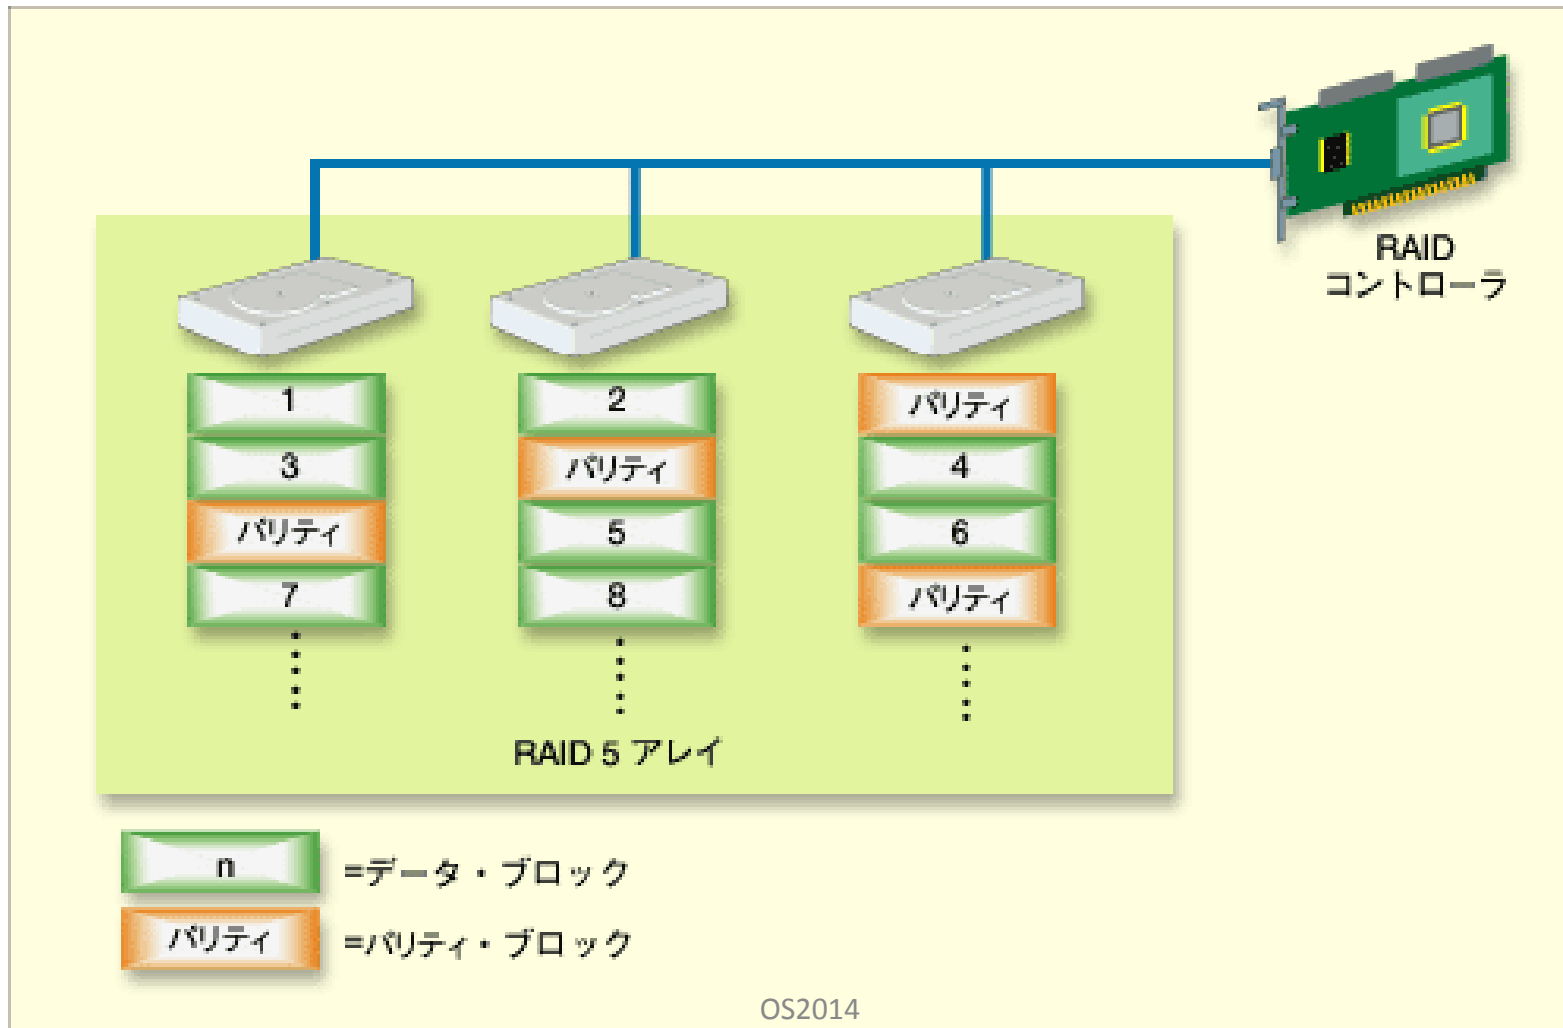 RAID
コントローラ
1
2
パリティ
3
パリティ
4
パリティ
5
6
7
8
パリティ
RAID 5 アレイ
n
=データ・ブロック
パリティ
=パリティ・ブロック
OS2014